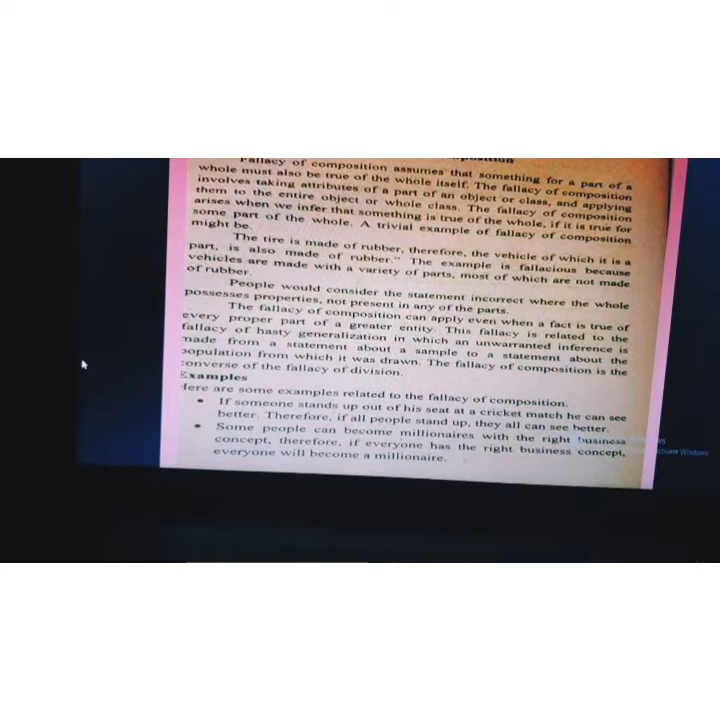 position
Fallacy of composition assumes that something for a part of a
whole must also be true of the whole itself. The fallacy of composition
involves taking attributes of a part of an object or class, and applying
them to the entire object or whole class. The fallacy of composition
arises when we infer that something is true of the whole, if it is true for
some part of the whole. A trivial example of fallacy of composition
might be.
The tire is made of rubber, therefore, the vehicle of which it is a
part, is also made of rubber." The example is fallacious because
vehicles are made with a variety of parts, most of which are not made
of rubber.
People would consider the statement incorrect where the whole
possesses properties, not present in any of the parts.
The fallacy of composition can apply even when a fact is true of
every proper part of a greater entity. This fallacy is related to the
fallacy of hasty generalization in which an unwarranted inference is
made from a statement about a sample to a statement about the
population from which it was drawn. The fallacy of composition is the
converse of the fallacy of division.
Examples
Here are some examples related to the fallacy of composition.
• If someone stands up out of his seat at a cricket match he can see
better. Therefore, if all people stand up, they all can see better.
• Some people can become millionaires with the right business
concept, therefore, if everyone has the right business concept,
everyone will become a millionaire.
ctivate Windows